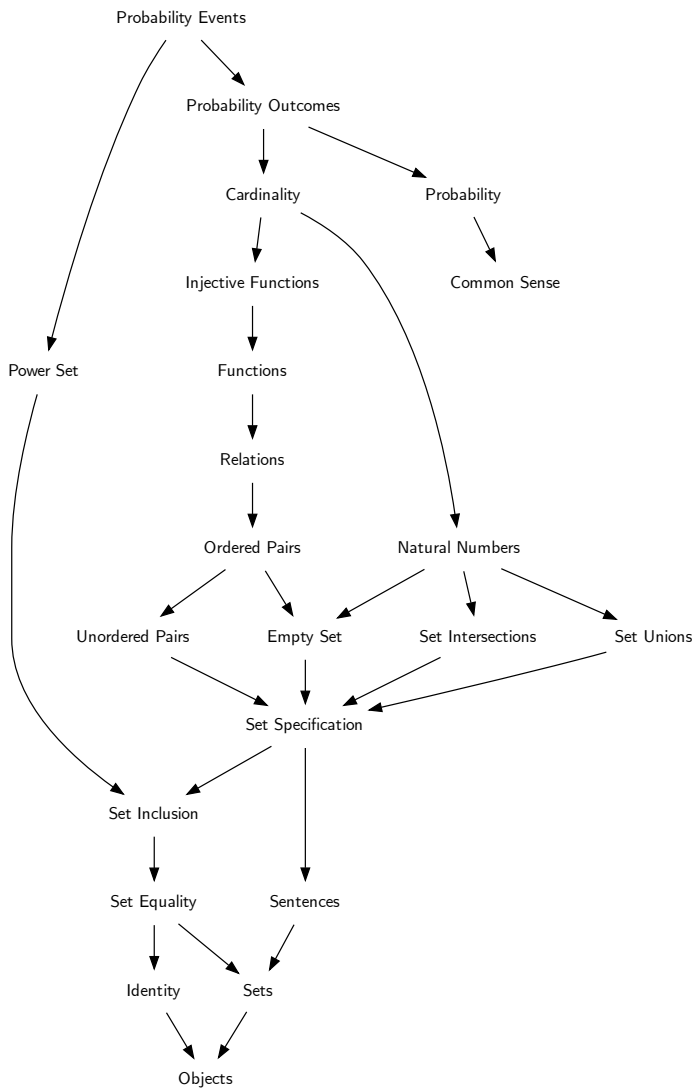 Probability Events
Probability Outcomes
Cardinality
Probability
Injective Functions
Common Sense
Power Set
Functions
Relations
Ordered Pairs
Natural Numbers
Unordered Pairs
Empty Set
Set Intersections
Set Unions
Set Specification
Set Inclusion
Set Equality
Sentences
Identity
Sets
Objects